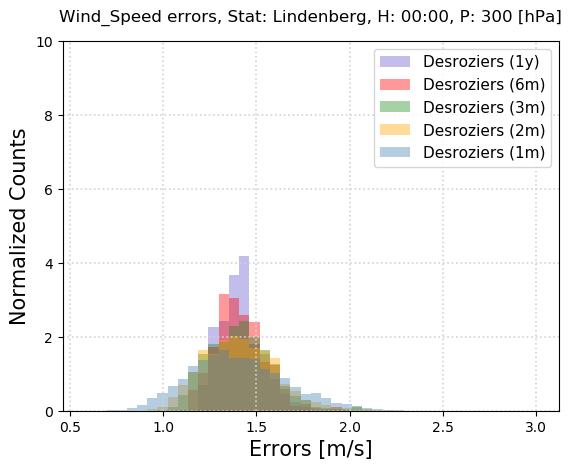 Wind_Speed errors, Stat: Lindenberg, H: 00:00, P: 300 [hPa]
10
8
6
4
2
0
Normalized Counts
Desroziers (1y)
Desroziers (6m)
Desroziers (3m)
Desroziers (2m)
Desroziers (1m)
0.5 1.0 1.5 2.0 2.5 3.0
Errors [m/s]